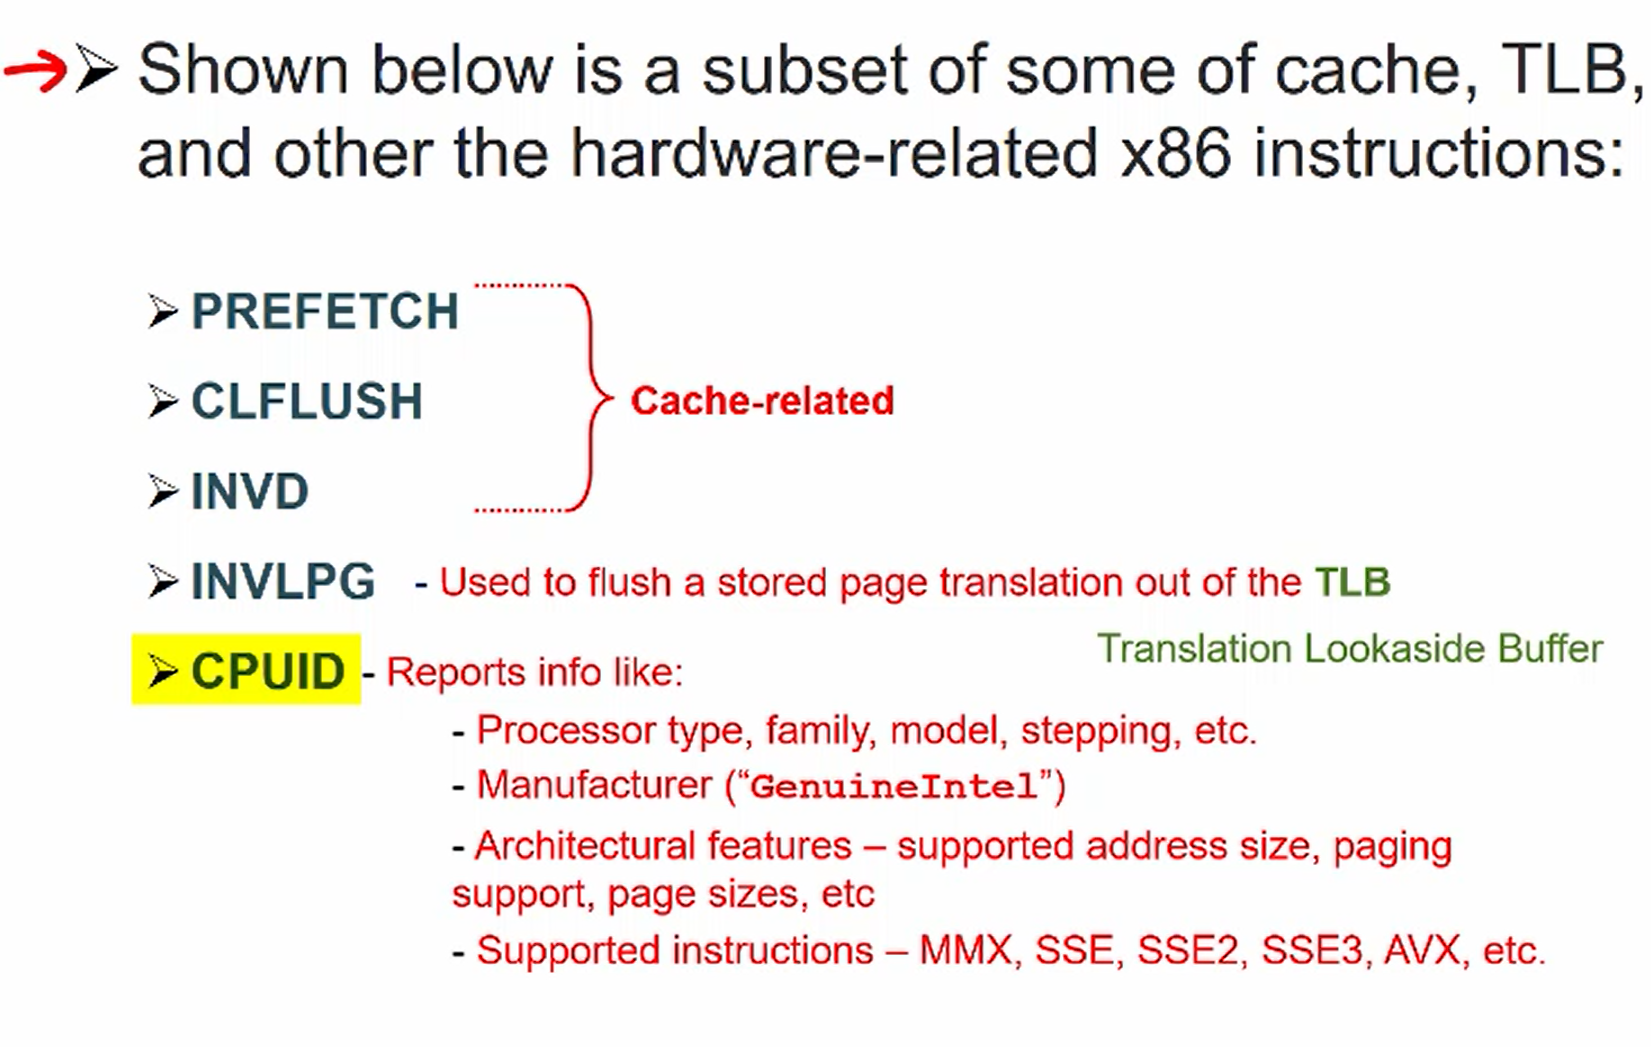 Shown below is a subset of some of cache, TLB,
and other the hardware-related x86 instructions:
PREFETCH
CLFLUSH
Cache-related
INVD
INVLPG - Used to flush a stored page translation out of the TLB
Translation Lookaside Buffer
CPUID - Reports info like:
- Processor type, family, model, stepping, etc.
- Manufacturer (“GenuineIntel”)
- Architectural features – supported address size, paging
support, page sizes, etc
- Supported instructions – MMX, SSE, SSE2, SSE3, AVX, etc.